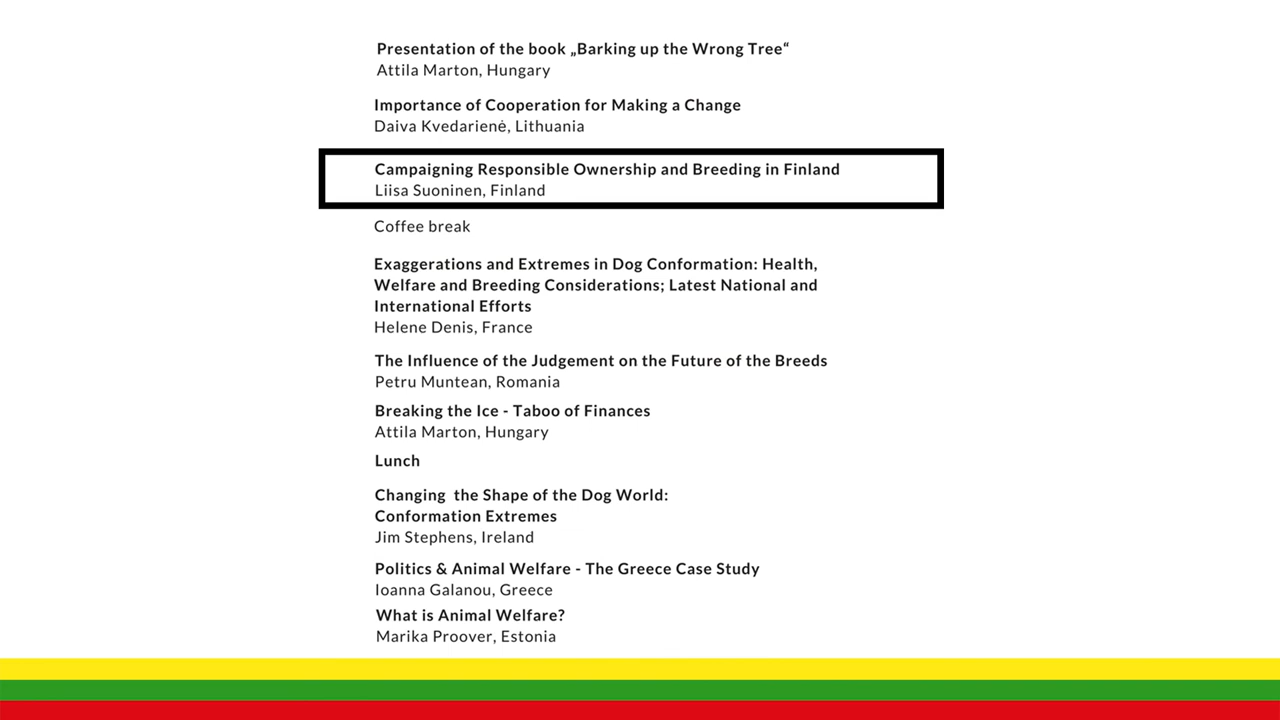 Presentation of the book „Barking up the Wrong Tree“
Attila Marton, Hungary
Importance of Cooperation for Making a Change
Daiva Kvedarienė, Lithuania
Campaigning Responsible Ownership and Breeding in Finland
Liisa Suoninen, Finland
Coffee break
Exaggerations and Extremes in Dog Conformation: Health,
Welfare and Breeding Considerations; Latest National and
International Efforts
Helene Denis, France
The Influence of the Judgement on the Future of the Breeds
Petru Muntean, Romania
Breaking the Ice - Taboo of Finances
Attila Marton, Hungary
Lunch
Changing  the Shape of the Dog World:
Conformation Extremes
Jim Stephens, Ireland
Politics & Animal Welfare - The Greece Case Study
Ioanna Galanou, Greece
What is Animal Welfare?
Marika Proover, Estonia